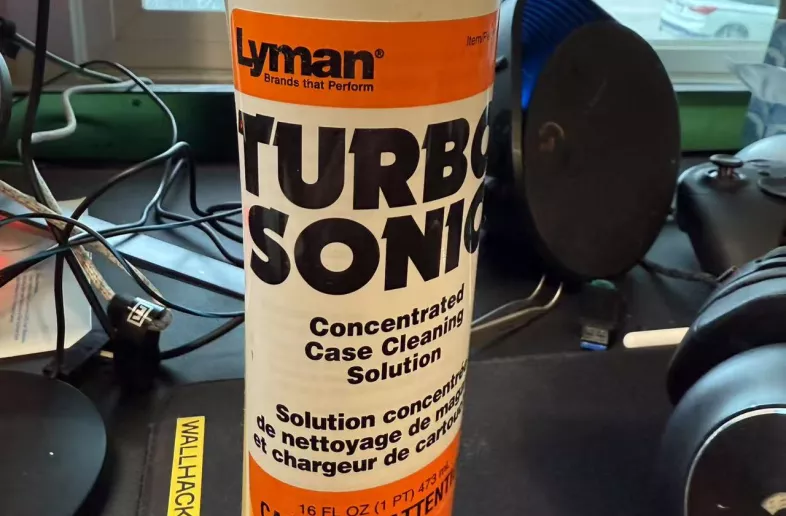 Lyman®
Brands that Perform
TURBO
SONIC
Concentrated
Case Cleaning
Solution
Solution concentrée
de nettoyage de
et chargeur de
16 FL OZ (1 PT) 473 mL
WALLHACK